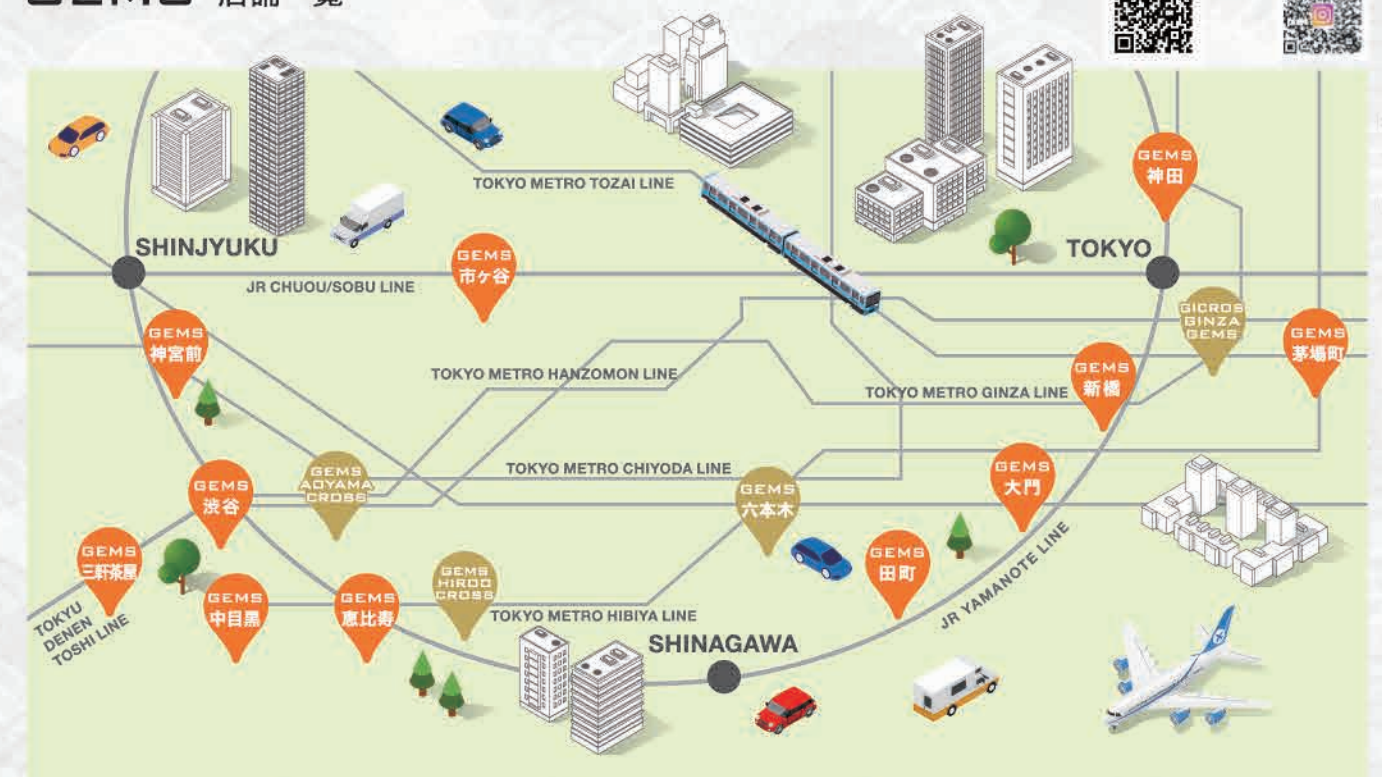 GEMS 店舗一覧
GEMS
神田
TOKYO METRO TOZAI LINE
SHINJYUKU
TOKYO
GEMS
市ヶ谷
JR CHUOU/SOBU LINE
GICROS
GINZA
GEMS
GEMS
神宮前
GEMS
茅場町
TOKYO METRO HANZOMON LINE
GEMS
新橋
TOKYO METRO GINZA LINE
GEMS
渋谷
GEMS
AOYAMA
CROSS
TOKYO METRO CHIYODA LINE
GEMS
六本木
GEMS
大門
GEMS
三軒茶屋
GEMS
HIROO
CROSS
GEMS
田町
GEMS
中目黒
GEMS
恵比寿
TOKYO METRO HIBIYA LINE
JR YAMANOTE LINE
TOKYU
DENEN
TOSHI LINE
SHINAGAWA